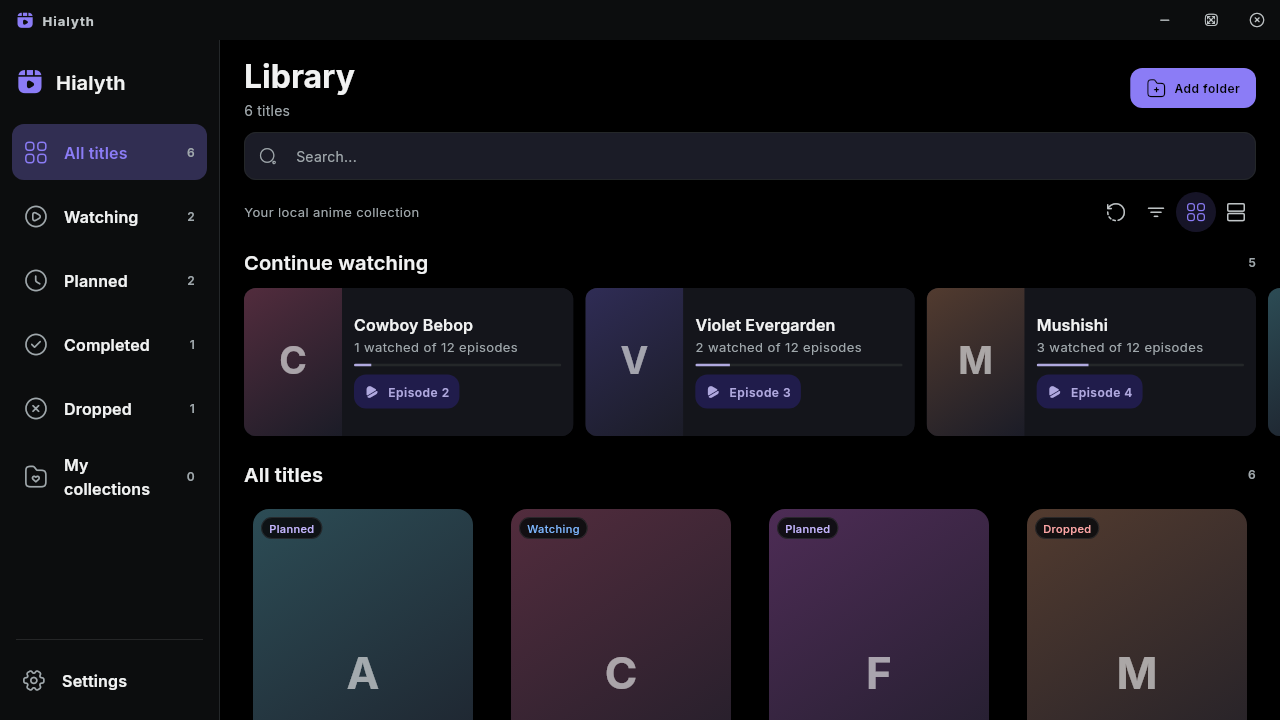 Hialyth
Hialyth
All titles 6
Watching 2
Planned 2
Completed 1
Dropped 1
My
collections 0
Settings
Library
6 titles
Add folder
Search...
Your local anime collection
Continue watching 5
C
Cowboy Bebop
1 watched of 12 episodes
Episode 2
V
Violet Evergarden
2 watched of 12 episodes
Episode 3
M
Mushishi
3 watched of 12 episodes
Episode 4
All titles 6
Planned
A
Watching
C
Planned
F
Dropped
M